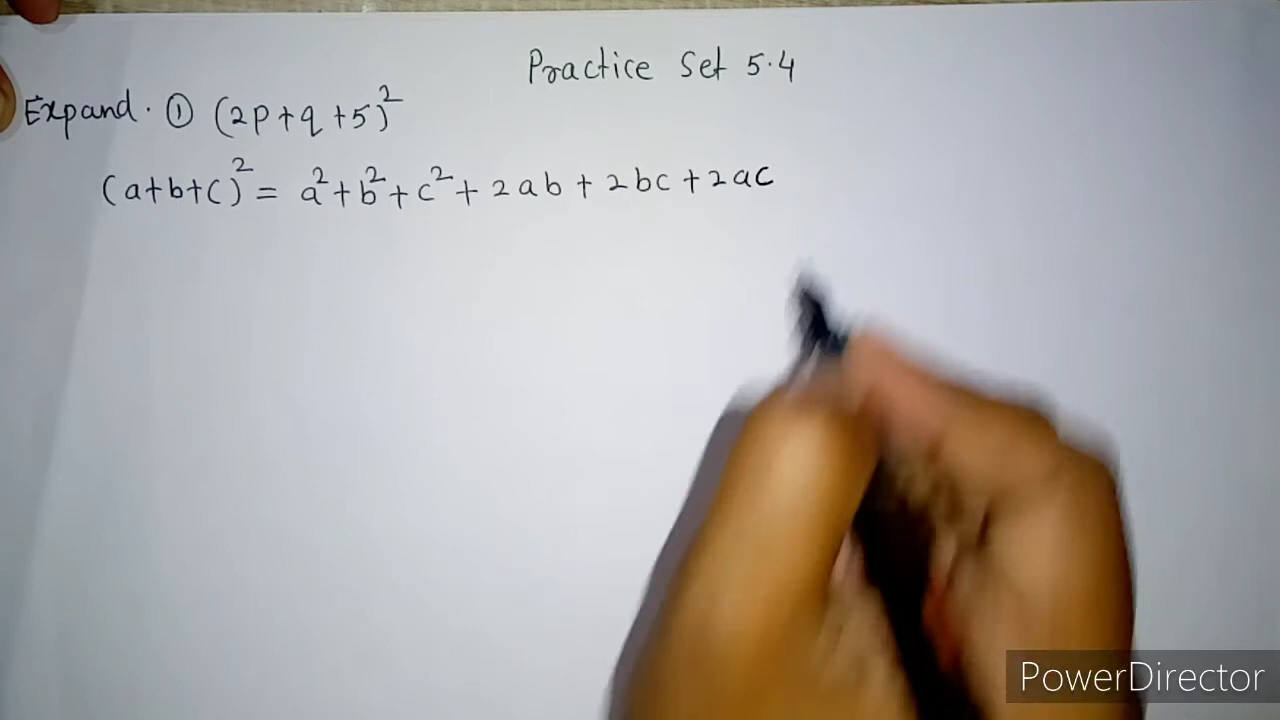 Practice Set 5.4
Expand. ① (2p+q+5)²
(a+b+c)² = a²+b²+c²+2ab+2bc+2ac
PowerDirector